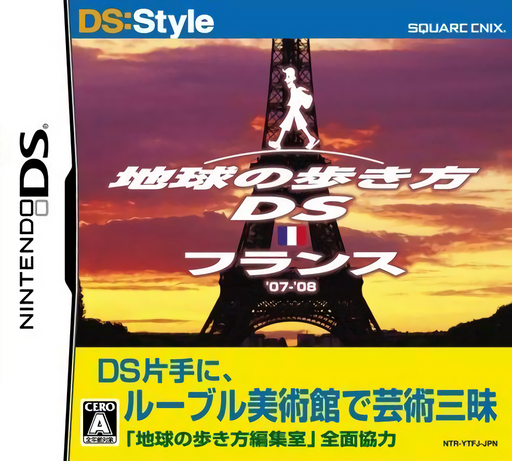 DS:Style
SQUARE ENIX®
NINTENDO DS®
地球の歩き方
DS
フランス
'07-'08
DS片手に、
ルーブル美術館で芸術三昧
「地球の歩き方編集室」全面協力
CERO
A
全年齢対象
NTR-YTFJ-JPN